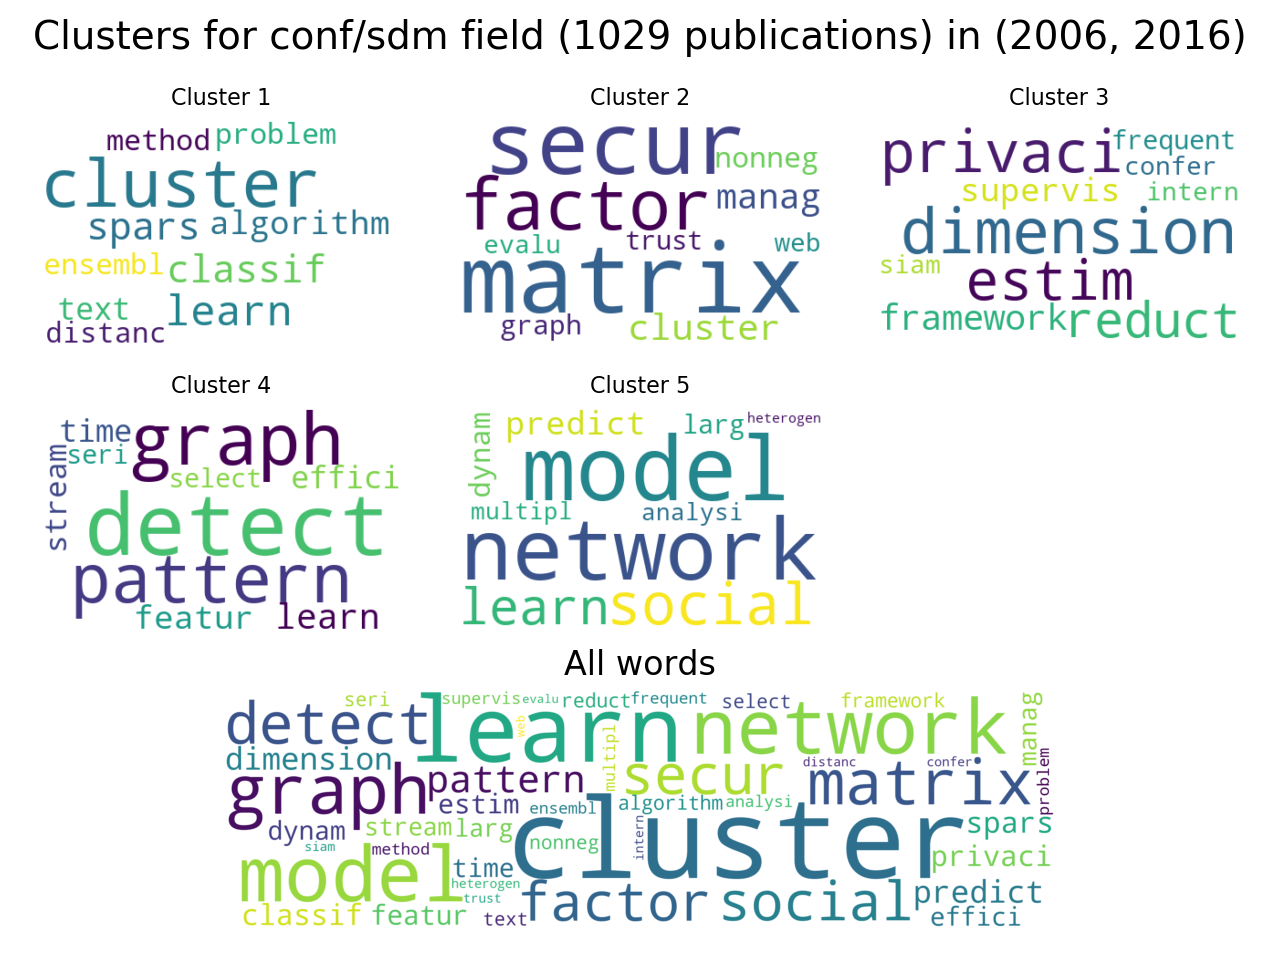 Clusters for conf/sdm field (1029 publications) in (2006, 2016)
Cluster 1
method problem
cluster
spars algorithm
ensembl classif
text learn
distanc
Cluster 2
secur
nonneg
factor manag
evalu trust web
matrix
graph cluster
Cluster 3
privaci frequent
confer
supervis intern
dimension
siam estim
framework reduct
Cluster 4
time graph
seri
stream select effici
detect
pattern
featur learn
Cluster 5
predict larg heterogen
dynam model
multipl analysi
network
learn social
All words
seri supervis evalu reduct frequent select framework
detect learn web network manag
dimension multipl secur distanc confer
graph pattern matrix problem
estim ensembl algorithm analysi
dynam stream larg cluster spars
siam method nonneg intern privaci
model time
heterogen predict
trust factor social
classif featur text effici